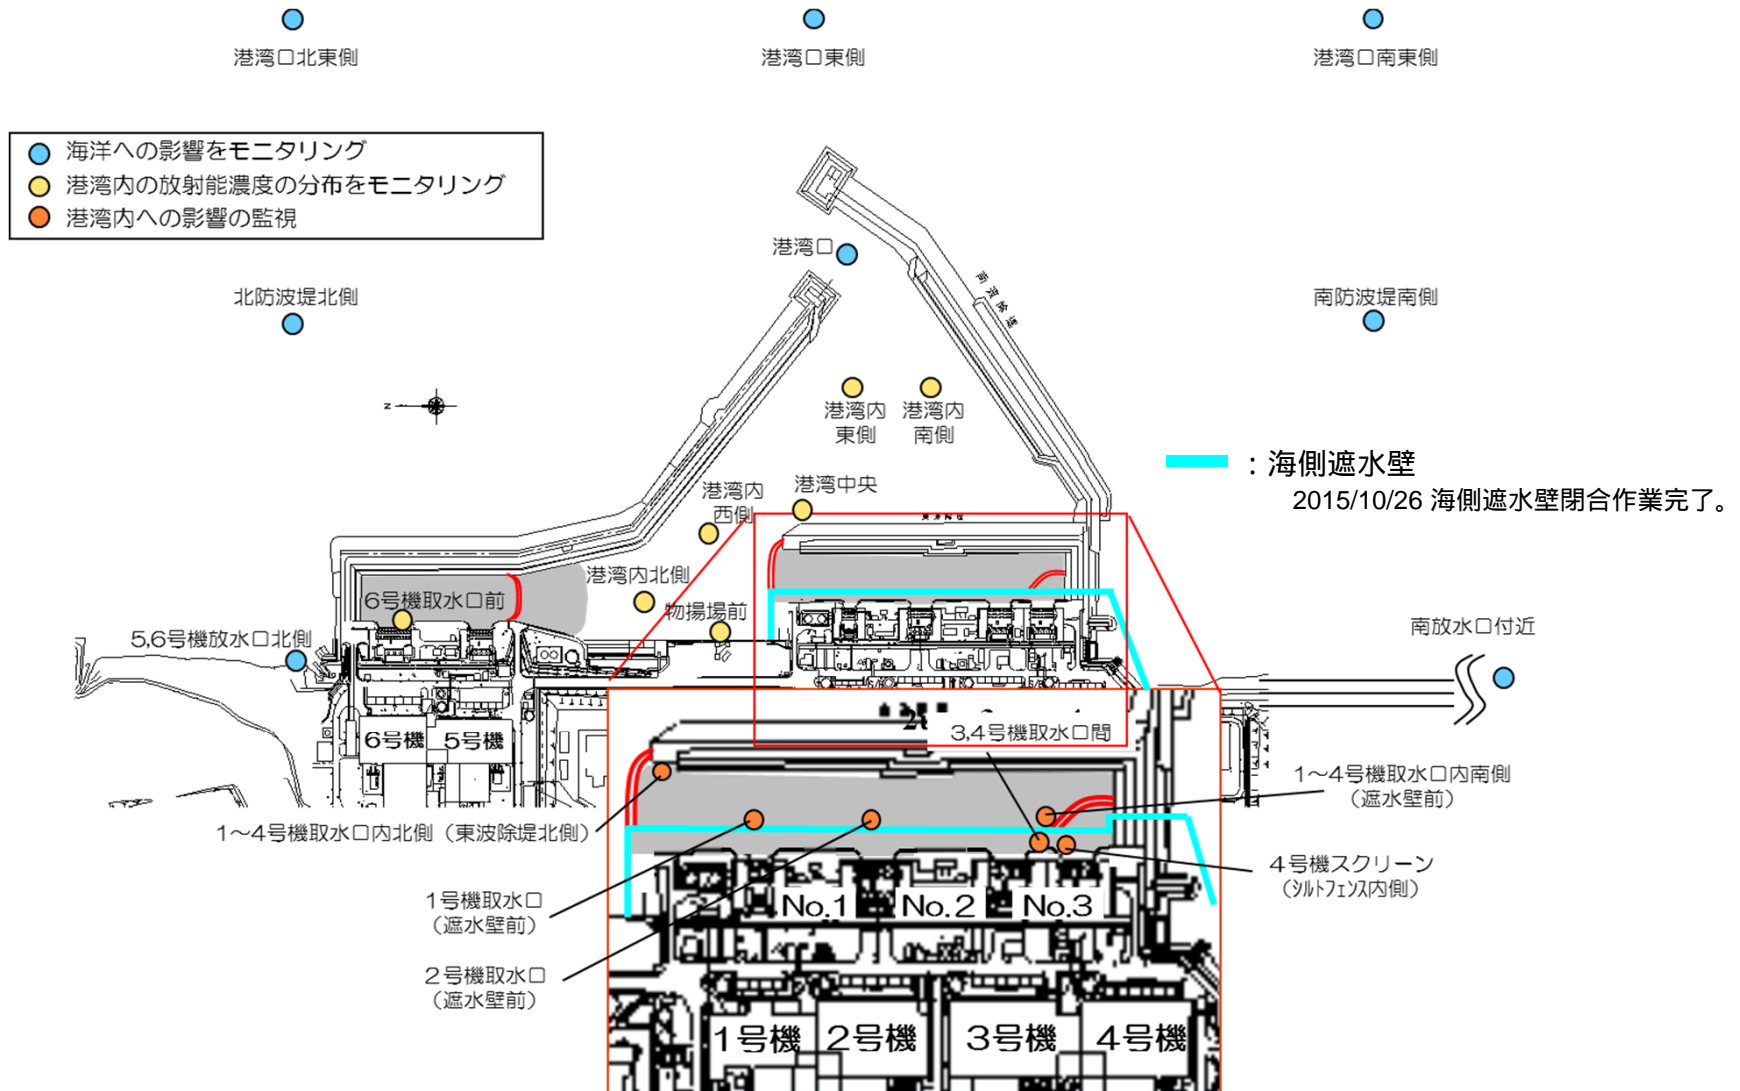 港湾口北東側
港湾口東側
港湾口南東側
海洋への影響をモニタリング
港湾内の放射能濃度の分布をモニタリング
港湾内への影響の監視
港湾口
北防波堤北側
南防波堤南側
南波除堤
N
港湾内
東側
港湾内
南側
：海側遮水壁
2015/10/26 海側遮水壁閉合作業完了。
港湾中央
港湾内
西側
港湾内北側
6号機取水口前
物揚場前
5,6号機放水口北側
南放水口付近
6号機
5号機
3,4号機取水口間
1～4号機取水口内南側
（遮水壁前）
1～4号機取水口内北側（東波除堤北側）
4号機スクリーン
（シルトフェンス内側）
1号機取水口
（遮水壁前）
No.1
No.2
No.3
2号機取水口
（遮水壁前）
1号機
2号機
3号機
4号機